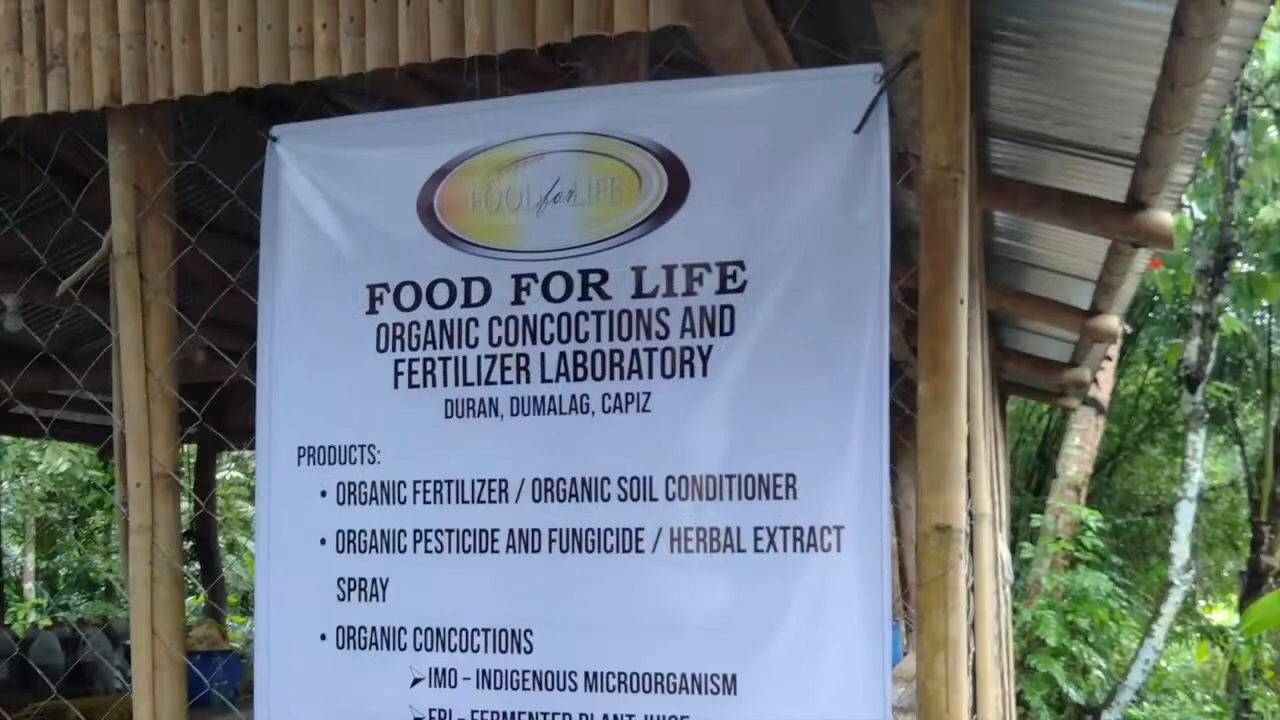 FOOD for LIFE
FOOD FOR LIFE
ORGANIC CONCOCTIONS AND
FERTILIZER LABORATORY
DURAN, DUMALAG, CAPIZ
PRODUCTS:
• ORGANIC FERTILIZER / ORGANIC SOIL CONDITIONER
• ORGANIC PESTICIDE AND FUNGICIDE / HERBAL EXTRACT
SPRAY
• ORGANIC CONCOCTIONS
➢IMO – INDIGENOUS MICROORGANISM
➢FPJ – FERMENTED PLANT JUICE